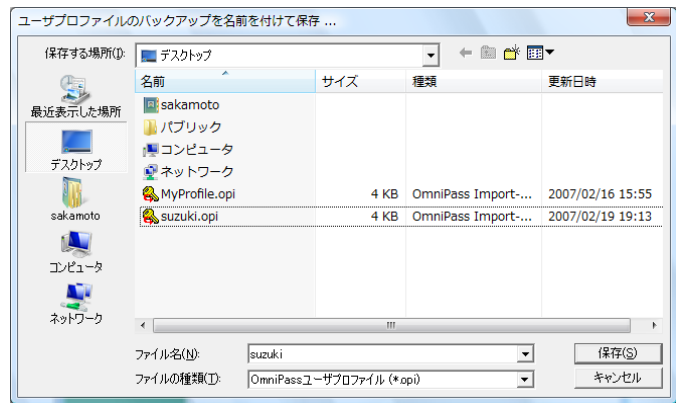 ユーザプロファイルのバックアップを名前を付けて保存 ...
保存する場所(I): デスクトップ
名前 サイズ 種類 更新日時
最近表示した場所
デスクトップ
sakamoto
コンピュータ
ネットワーク
sakamoto
パブリック
コンピュータ
ネットワーク
MyProfile.opi 4 KB OmniPass Import-... 2007/02/16 15:55
suzuki.opi 4 KB OmniPass Import-... 2007/02/19 19:13
ファイル名(N): suzuki 保存(S)
ファイルの種類(T): OmniPassユーザプロファイル (*.opi) キャンセル